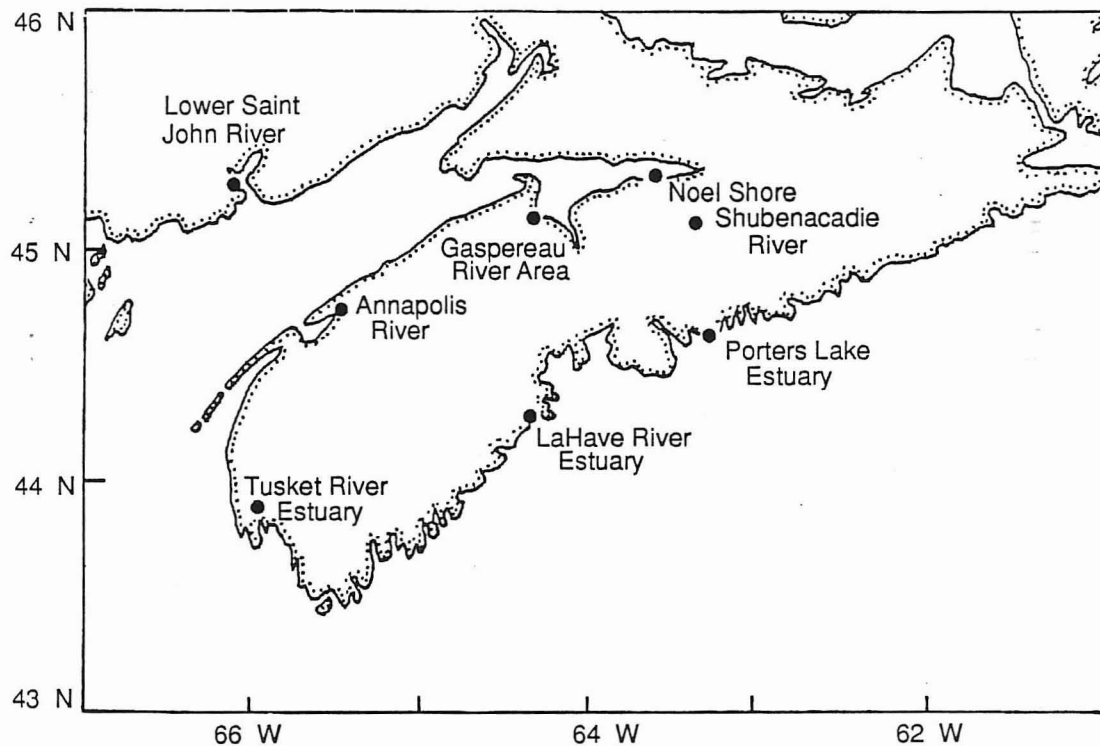 46 N
Lower Saint
John River
Noel Shore
Shubenacadie
River
45 N
Gaspereau
River Area
Annapolis
River
Porters Lake
Estuary
LaHave River
Estuary
44 N
Tusket River
Estuary
43 N
66 W
64 W
62 W